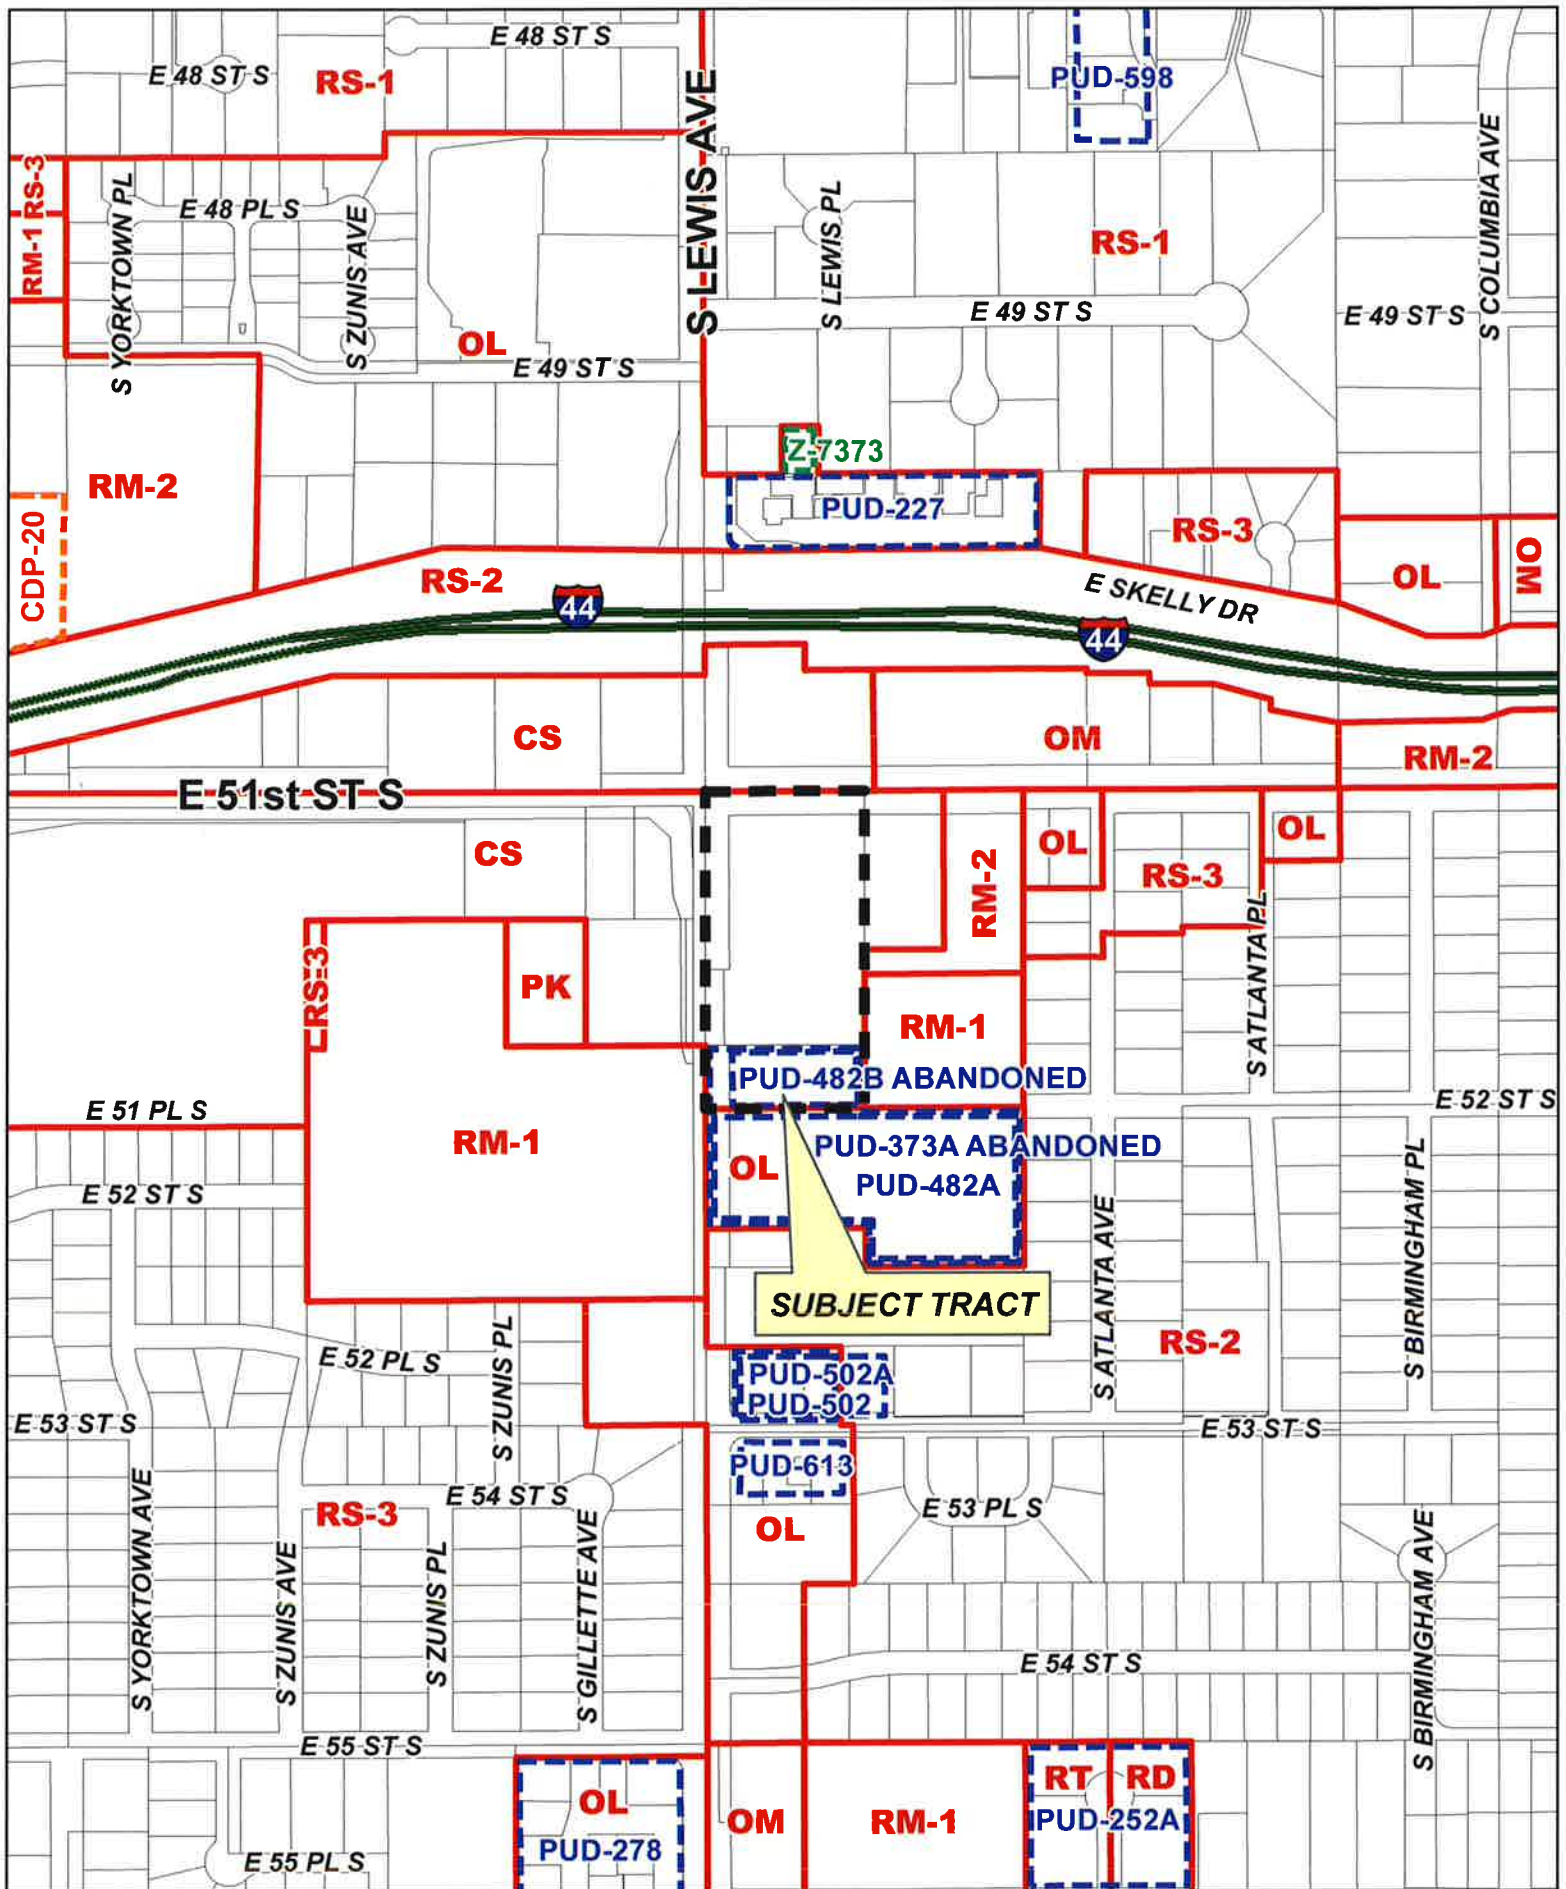 E 48 ST S
E 48 ST S
RS-1
PUD-598
S LEWIS AVE
S COLUMBIA AVE
RS-3
RM-1
S YORKTOWN PL
E 48 PL S
S ZUNIS AVE
S LEWIS PL
RS-1
OL
E 49 ST S
E 49 ST S
E 49 ST S
Z-7373
RM-2
PUD-227
RS-3
CDP-20
RS-2
44
E SKELLY DR
OL
OM
44
CS
OM
RM-2
E 51st ST S
CS
RM-2
OL
RS-3
OL
RS-3
PK
S ATLANTA PL
RM-1
PUD-482B ABANDONED
E 51 PL S
E 52 ST S
RM-1
OL
PUD-373A ABANDONED
PUD-482A
E 52 ST S
S ATLANTA AVE
S BIRMINGHAM PL
SUBJECT TRACT
RS-2
E 52 PL S
S ZUNIS PL
PUD-502A
PUD-502
E 53 ST S
E 53 ST S
PUD-613
S YORKTOWN AVE
RS-3
E 54 ST S
E 53 PL S
OL
S ZUNIS AVE
S ZUNIS PL
S GILLETTE AVE
S BIRMINGHAM AVE
E 54 ST S
E 55 ST S
OL
PUD-278
OM
RM-1
RT
RD
PUD-252A
E 55 PL S